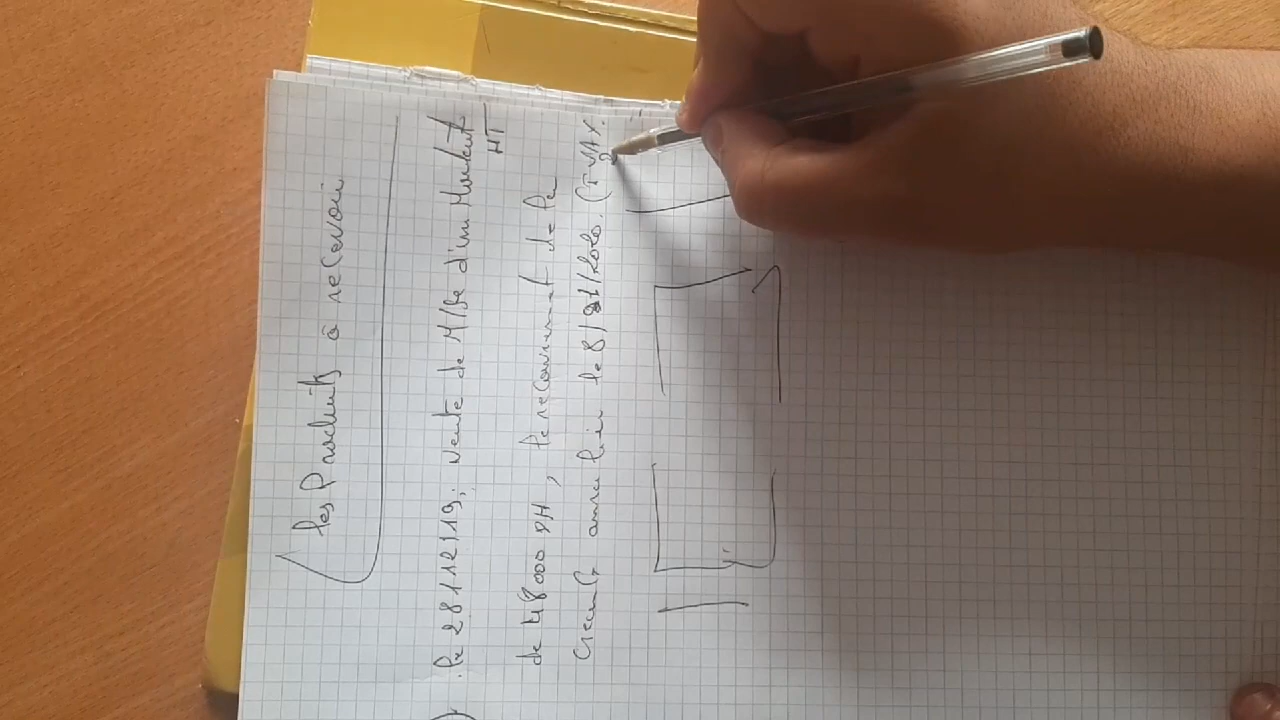 les Produits à recevoir
le 28/12/19; vente de M/se d'un Montant
HT
de 48000 DH, le recouvrement de la
Créance aura lieu le 8/01/2020. (TVA